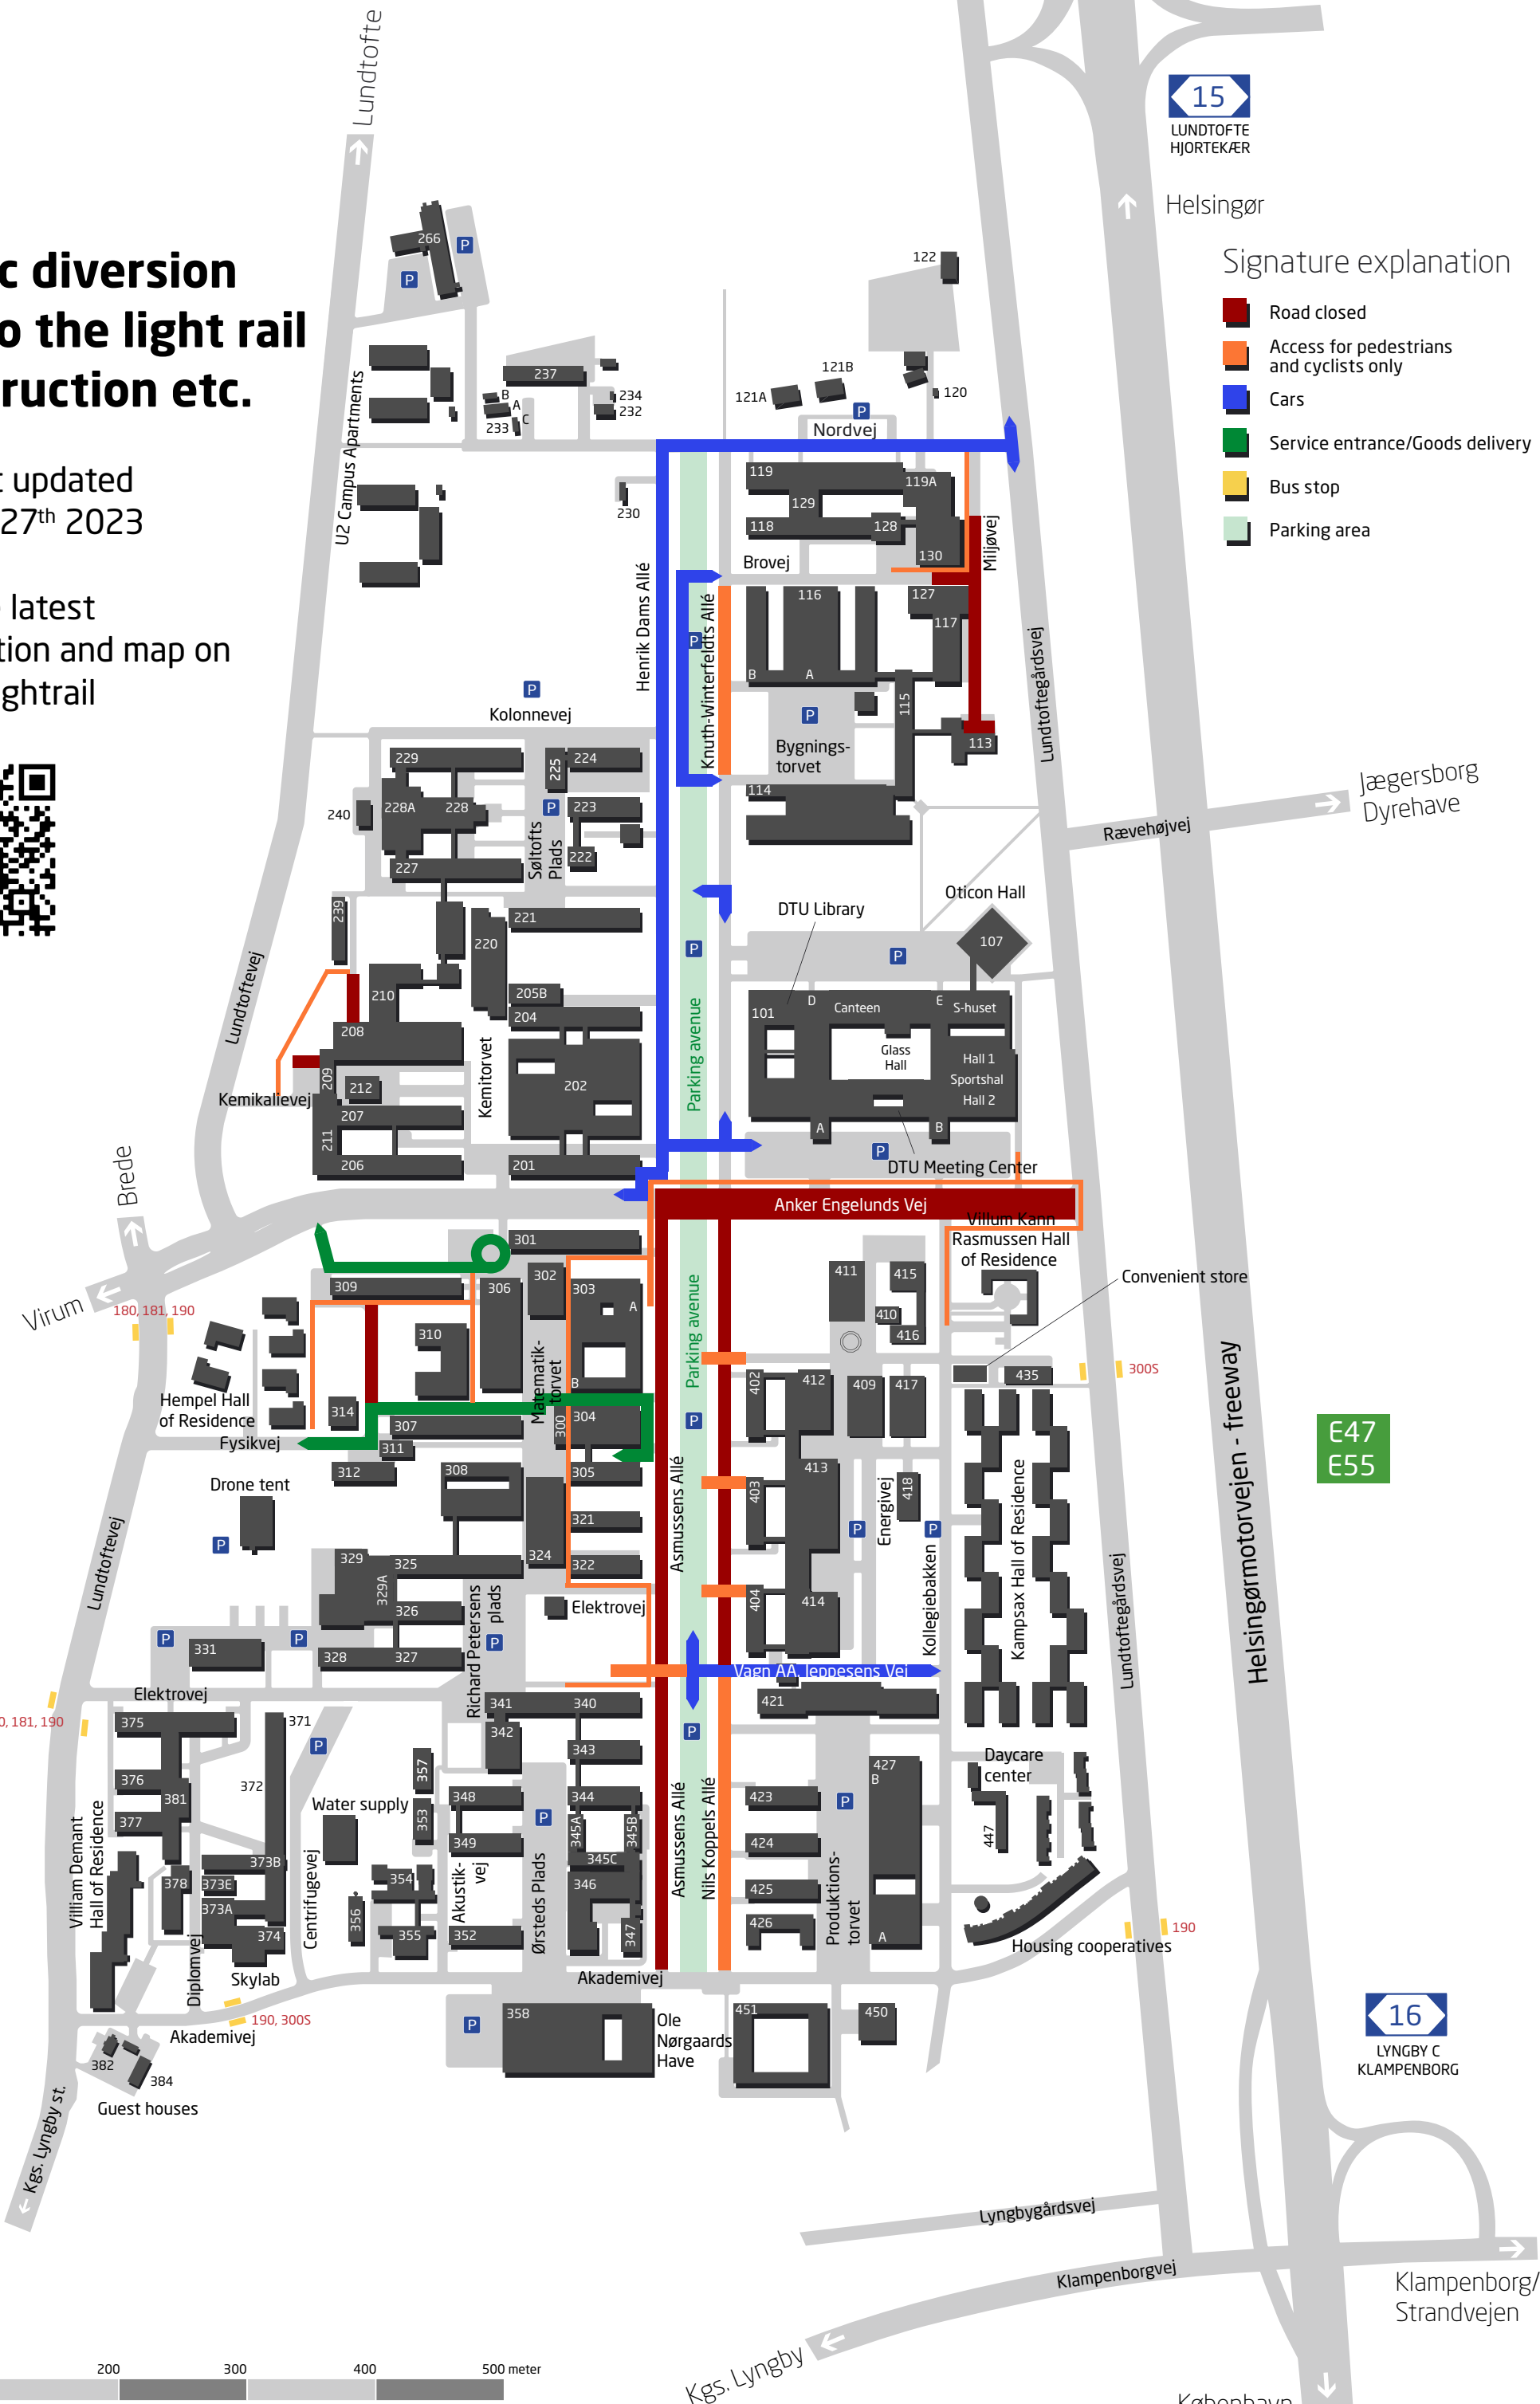 Lundtofte
15
LUNDTOFTE
HJORTEKÆR
Helsingør
Signature explanation
Road closed
Access for pedestrians
and cyclists only
Cars
Service entrance/Goods delivery
Bus stop
Parking area
c diversion
o the light rail
ruction etc.
t updated
27th 2023
latest
tion and map on
ghtrail
266
P
P
122
U2 Campus Apartments
237
B
A
C
233
234
232
230
121A
121B
120
P
Nordvej
119
119A
129
118
128
130
Miljøvej
Brovej
Henrik Dams Allé
Knuth-Winterfeldts Allé
P
116
127
117
B
A
115
P
Bygnings-
torvet
113
114
Lundtoftegårdsvej
Jægersborg
Dyrehave
Rævehøjvej
P
Kolonnevej
229
225
224
228A
228
240
P
223
222
227
Søltofts
Plads
239
221
220
205B
204
210
208
209
212
207
211
206
Kemikalievej
Kemitorvet
202
201
Lundtoftevej
P
Parking avenue
DTU Library
Oticon Hall
107
P
101
D
Canteen
E
S-huset
Glass
Hall
Hall 1
Sportshal
Hall 2
A
B
P
DTU Meeting Center
Anker Engelunds Vej
Brede
Virum
180, 181, 190
301
302
303
A
B
306
309
310
314
307
311
312
308
300
304
305
321
322
324
Matematik-
torvet
Hempel Hall
of Residence
Fysikvej
Drone tent
P
Lundtoftevej
329
325
329A
326
328
327
331
P
P
P
Richard Petersens
plads
Elektrovej
Parking avenue
P
Asmussens Allé
411
415
410
416
402
412
409
417
413
403
418
404
414
P
Energivej
P
Kollegiebakken
Villum Kann
Rasmussen Hall
of Residence
Convenient store
435
300S
Kampsax Hall of Residence
Lundtoftegårdsvej
Helsingørmotorvejen - freeway
E47
E55
Vagn AA. Jeppesens Vej
421
P
Elektrovej
0, 181, 190
375
371
376
381
377
372
P
373B
373E
378
373A
374
Villiam Demant
Hall of Residence
Diplomvej
Skylab
Centrifugevej
Water supply
357
353
354
356
355
341
340
342
343
348
344
349
345A
345B
345C
346
347
352
P
Akustik-
vej
Ørsteds Plads
Asmussens Allé
Nils Koppels Allé
423
424
425
426
P
Produktions-
torvet
427
B
A
Daycare
center
447
Housing cooperatives
190
Akademivej
190, 300S
Akademivej
382
384
Guest houses
Kgs. Lyngby st.
P
358
Ole
Nørgaards
Have
451
450
16
LYNGBY C
KLAMPENBORG
Lyngbygårdsvej
Klampenborgvej
Klampenborg/
Strandvejen
Kgs. Lyngby
København
200
300
400
500 meter